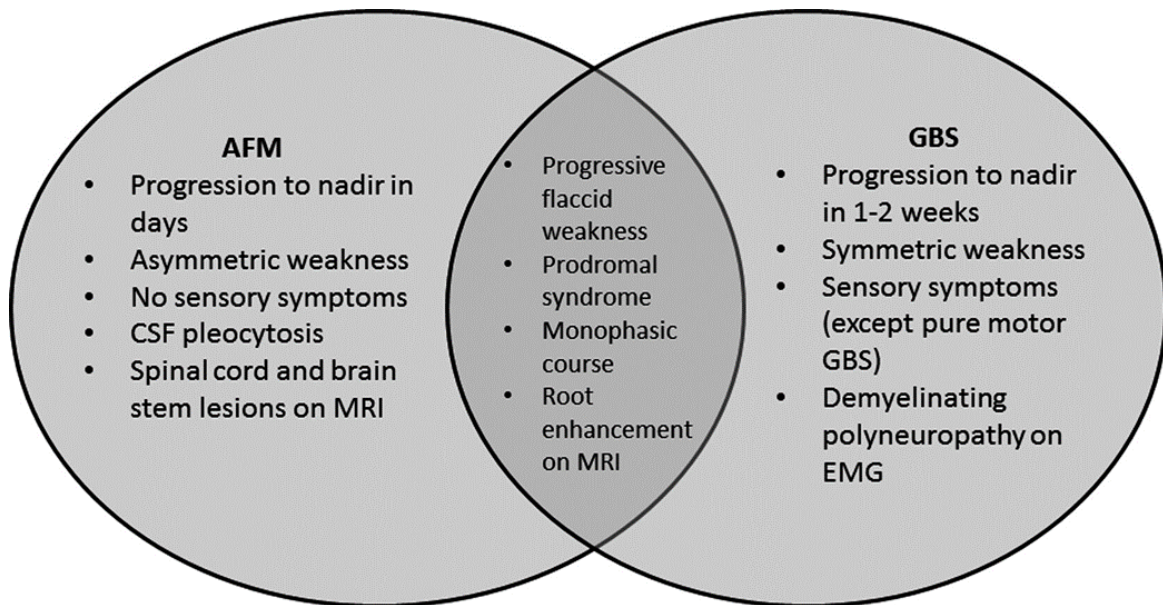 AFM
• Progression to nadir in
days
• Asymmetric weakness
• No sensory symptoms
• CSF pleocytosis
• Spinal cord and brain
stem lesions on MRI
• Progressive
flaccid
weakness
• Prodromal
syndrome
• Monophasic
course
• Root
enhancement
on MRI
GBS
• Progression to nadir
in 1-2 weeks
• Symmetric weakness
• Sensory symptoms
(except pure motor
GBS)
• Demyelinating
polyneuropathy on
EMG